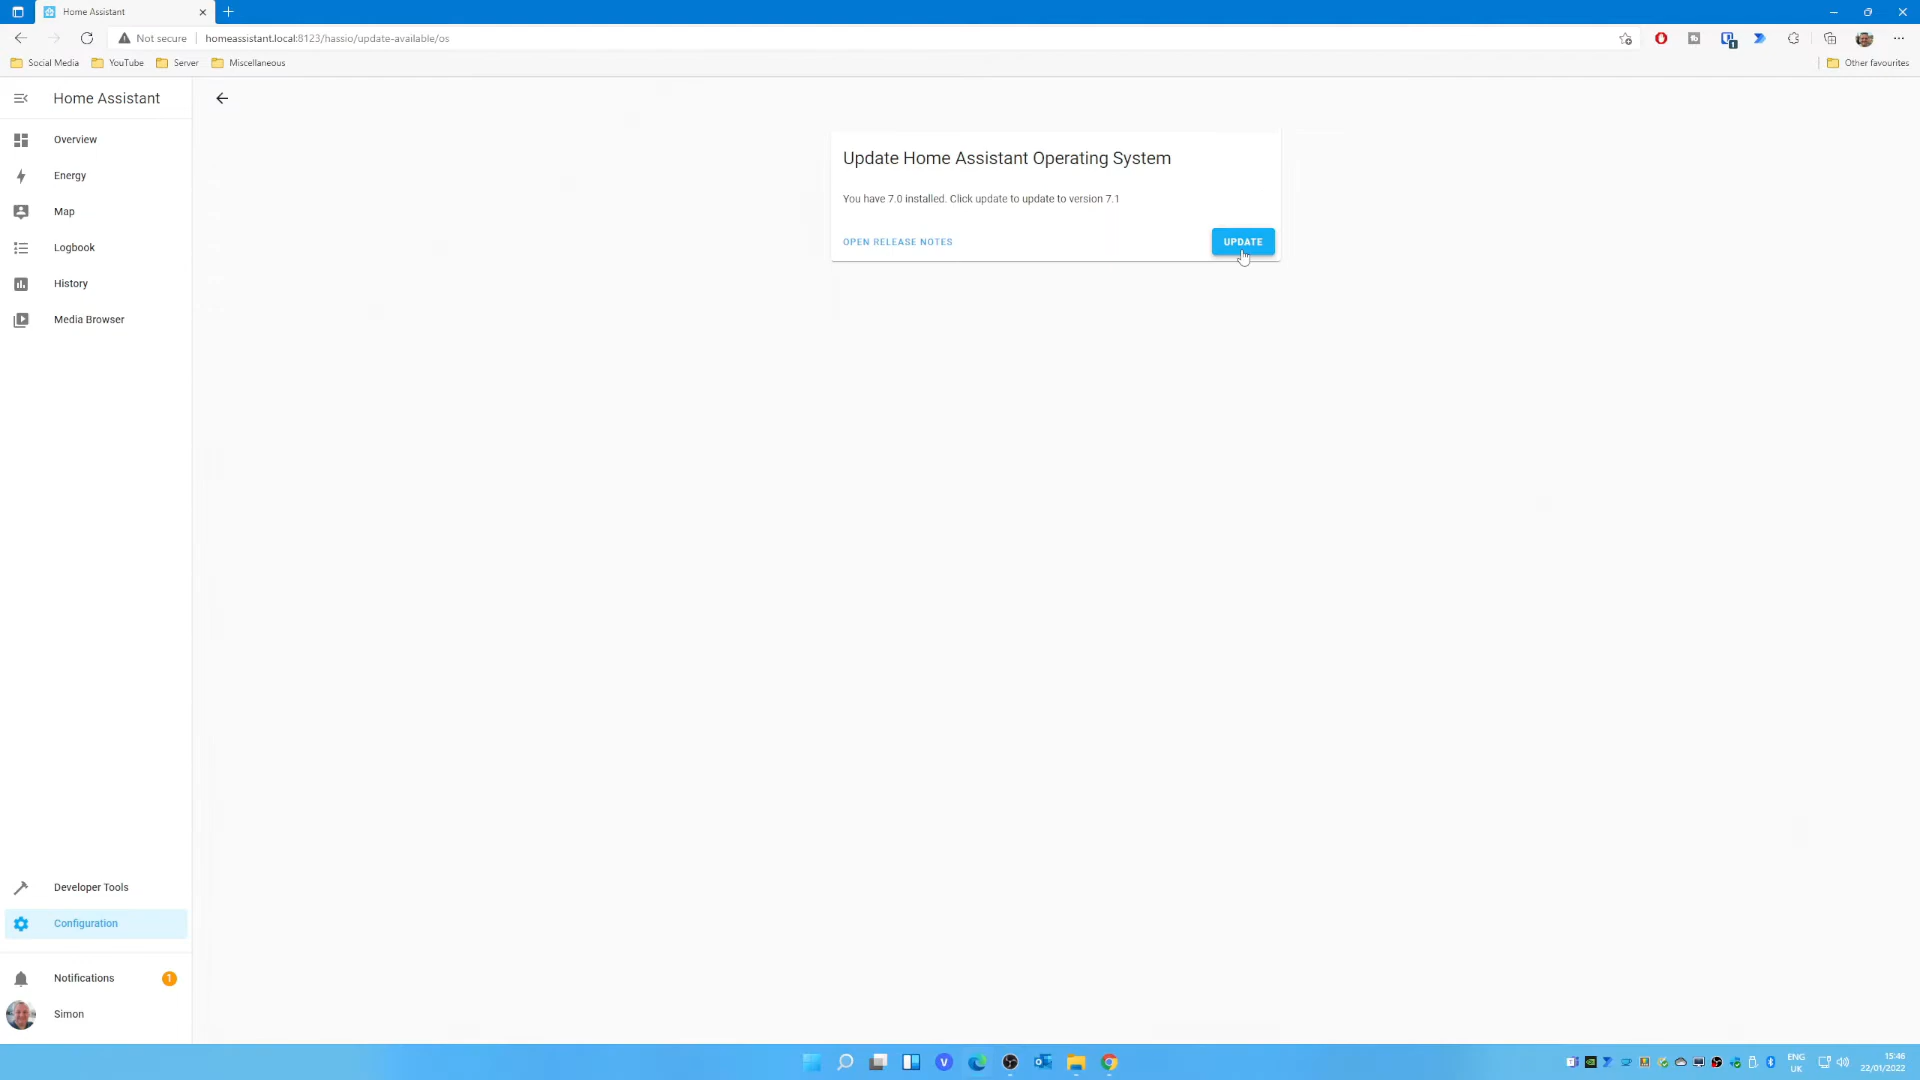 Home Assistant
Not secure
homeassistant.local:8123/hassio/update-available/os
1
Social Media
YouTube
Server
Miscellaneous
Other favourites
Home Assistant
Overview
Energy
Map
Logbook
History
Media Browser
Update Home Assistant Operating System
You have 7.0 installed. Click update to update to version 7.1
OPEN RELEASE NOTES
UPDATE
Developer Tools
Configuration
Notifications
1
Simon
V
ENG
UK
15:46
22/01/2022